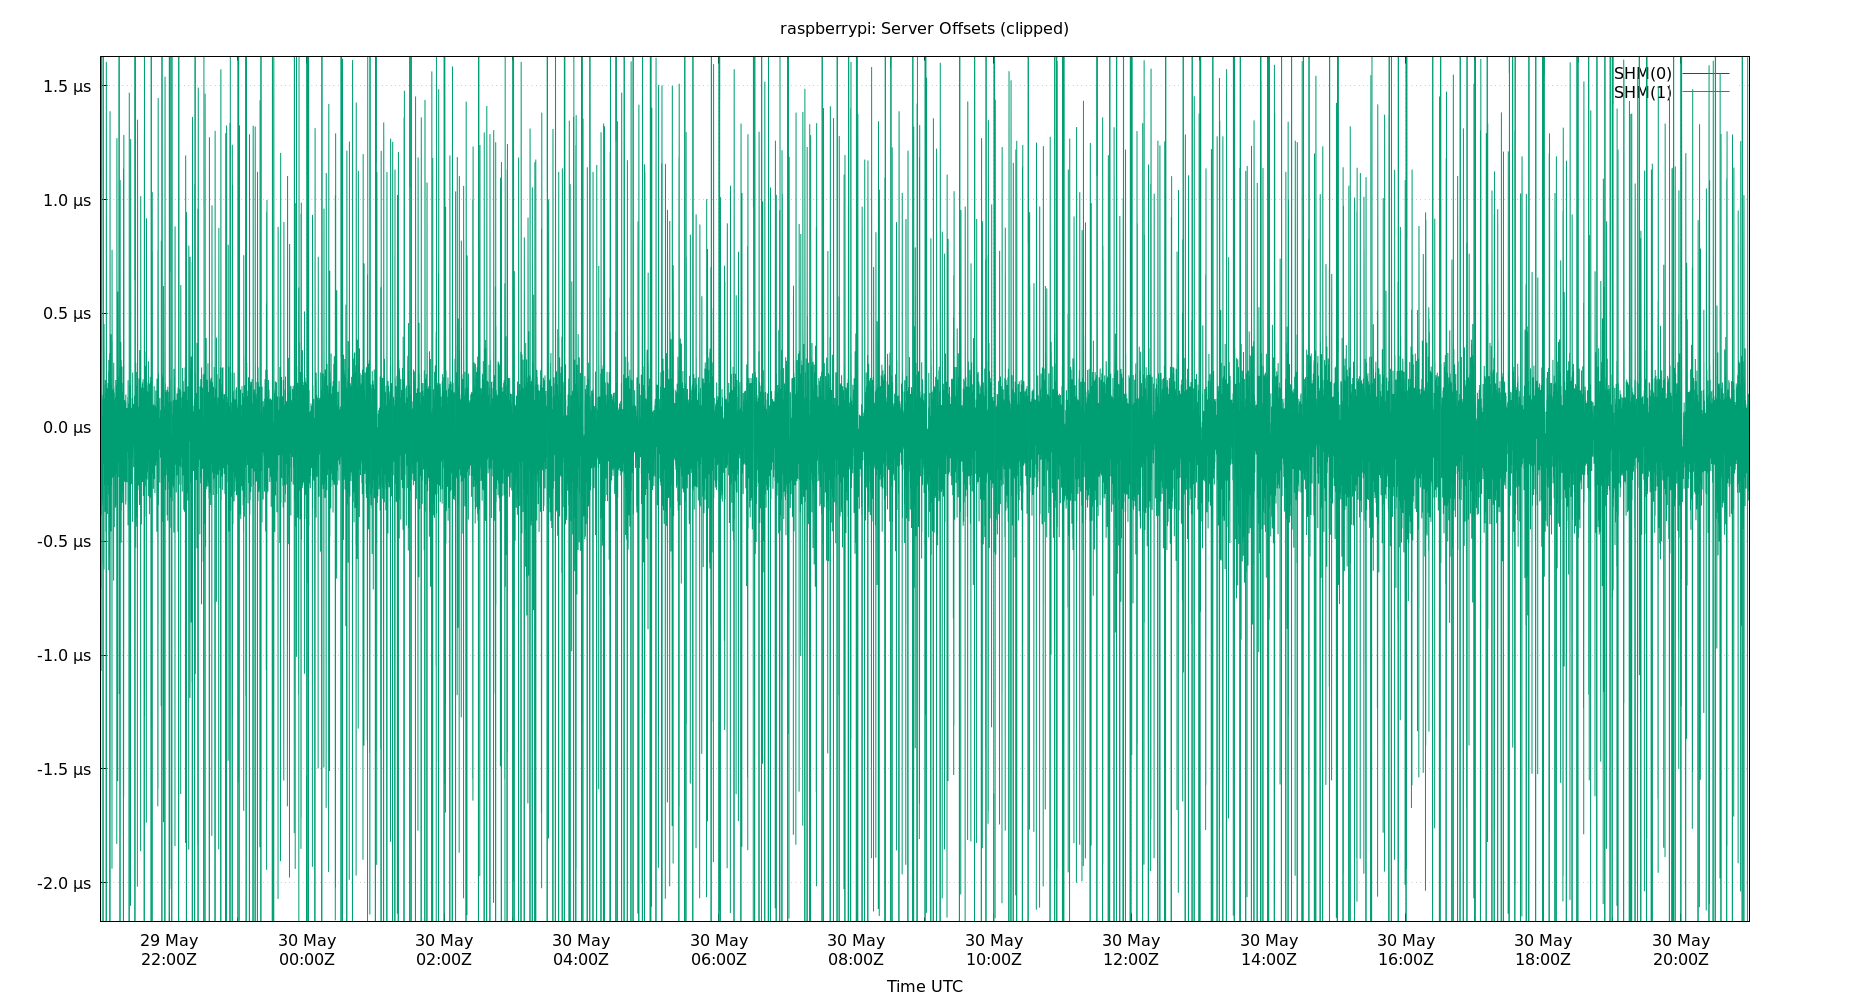 raspberrypi: Server Offsets (clipped)
SHM(0)
SHM(1)
1.5 µs
1.0 µs
0.5 µs
0.0 µs
-0.5 µs
-1.0 µs
-1.5 µs
-2.0 µs
29 May 30 May 30 May 30 May 30 May 30 May 30 May 30 May 30 May 30 May 30 May 30 May
22:00Z 00:00Z 02:00Z 04:00Z 06:00Z 08:00Z 10:00Z 12:00Z 14:00Z 16:00Z 18:00Z 20:00Z
Time UTC